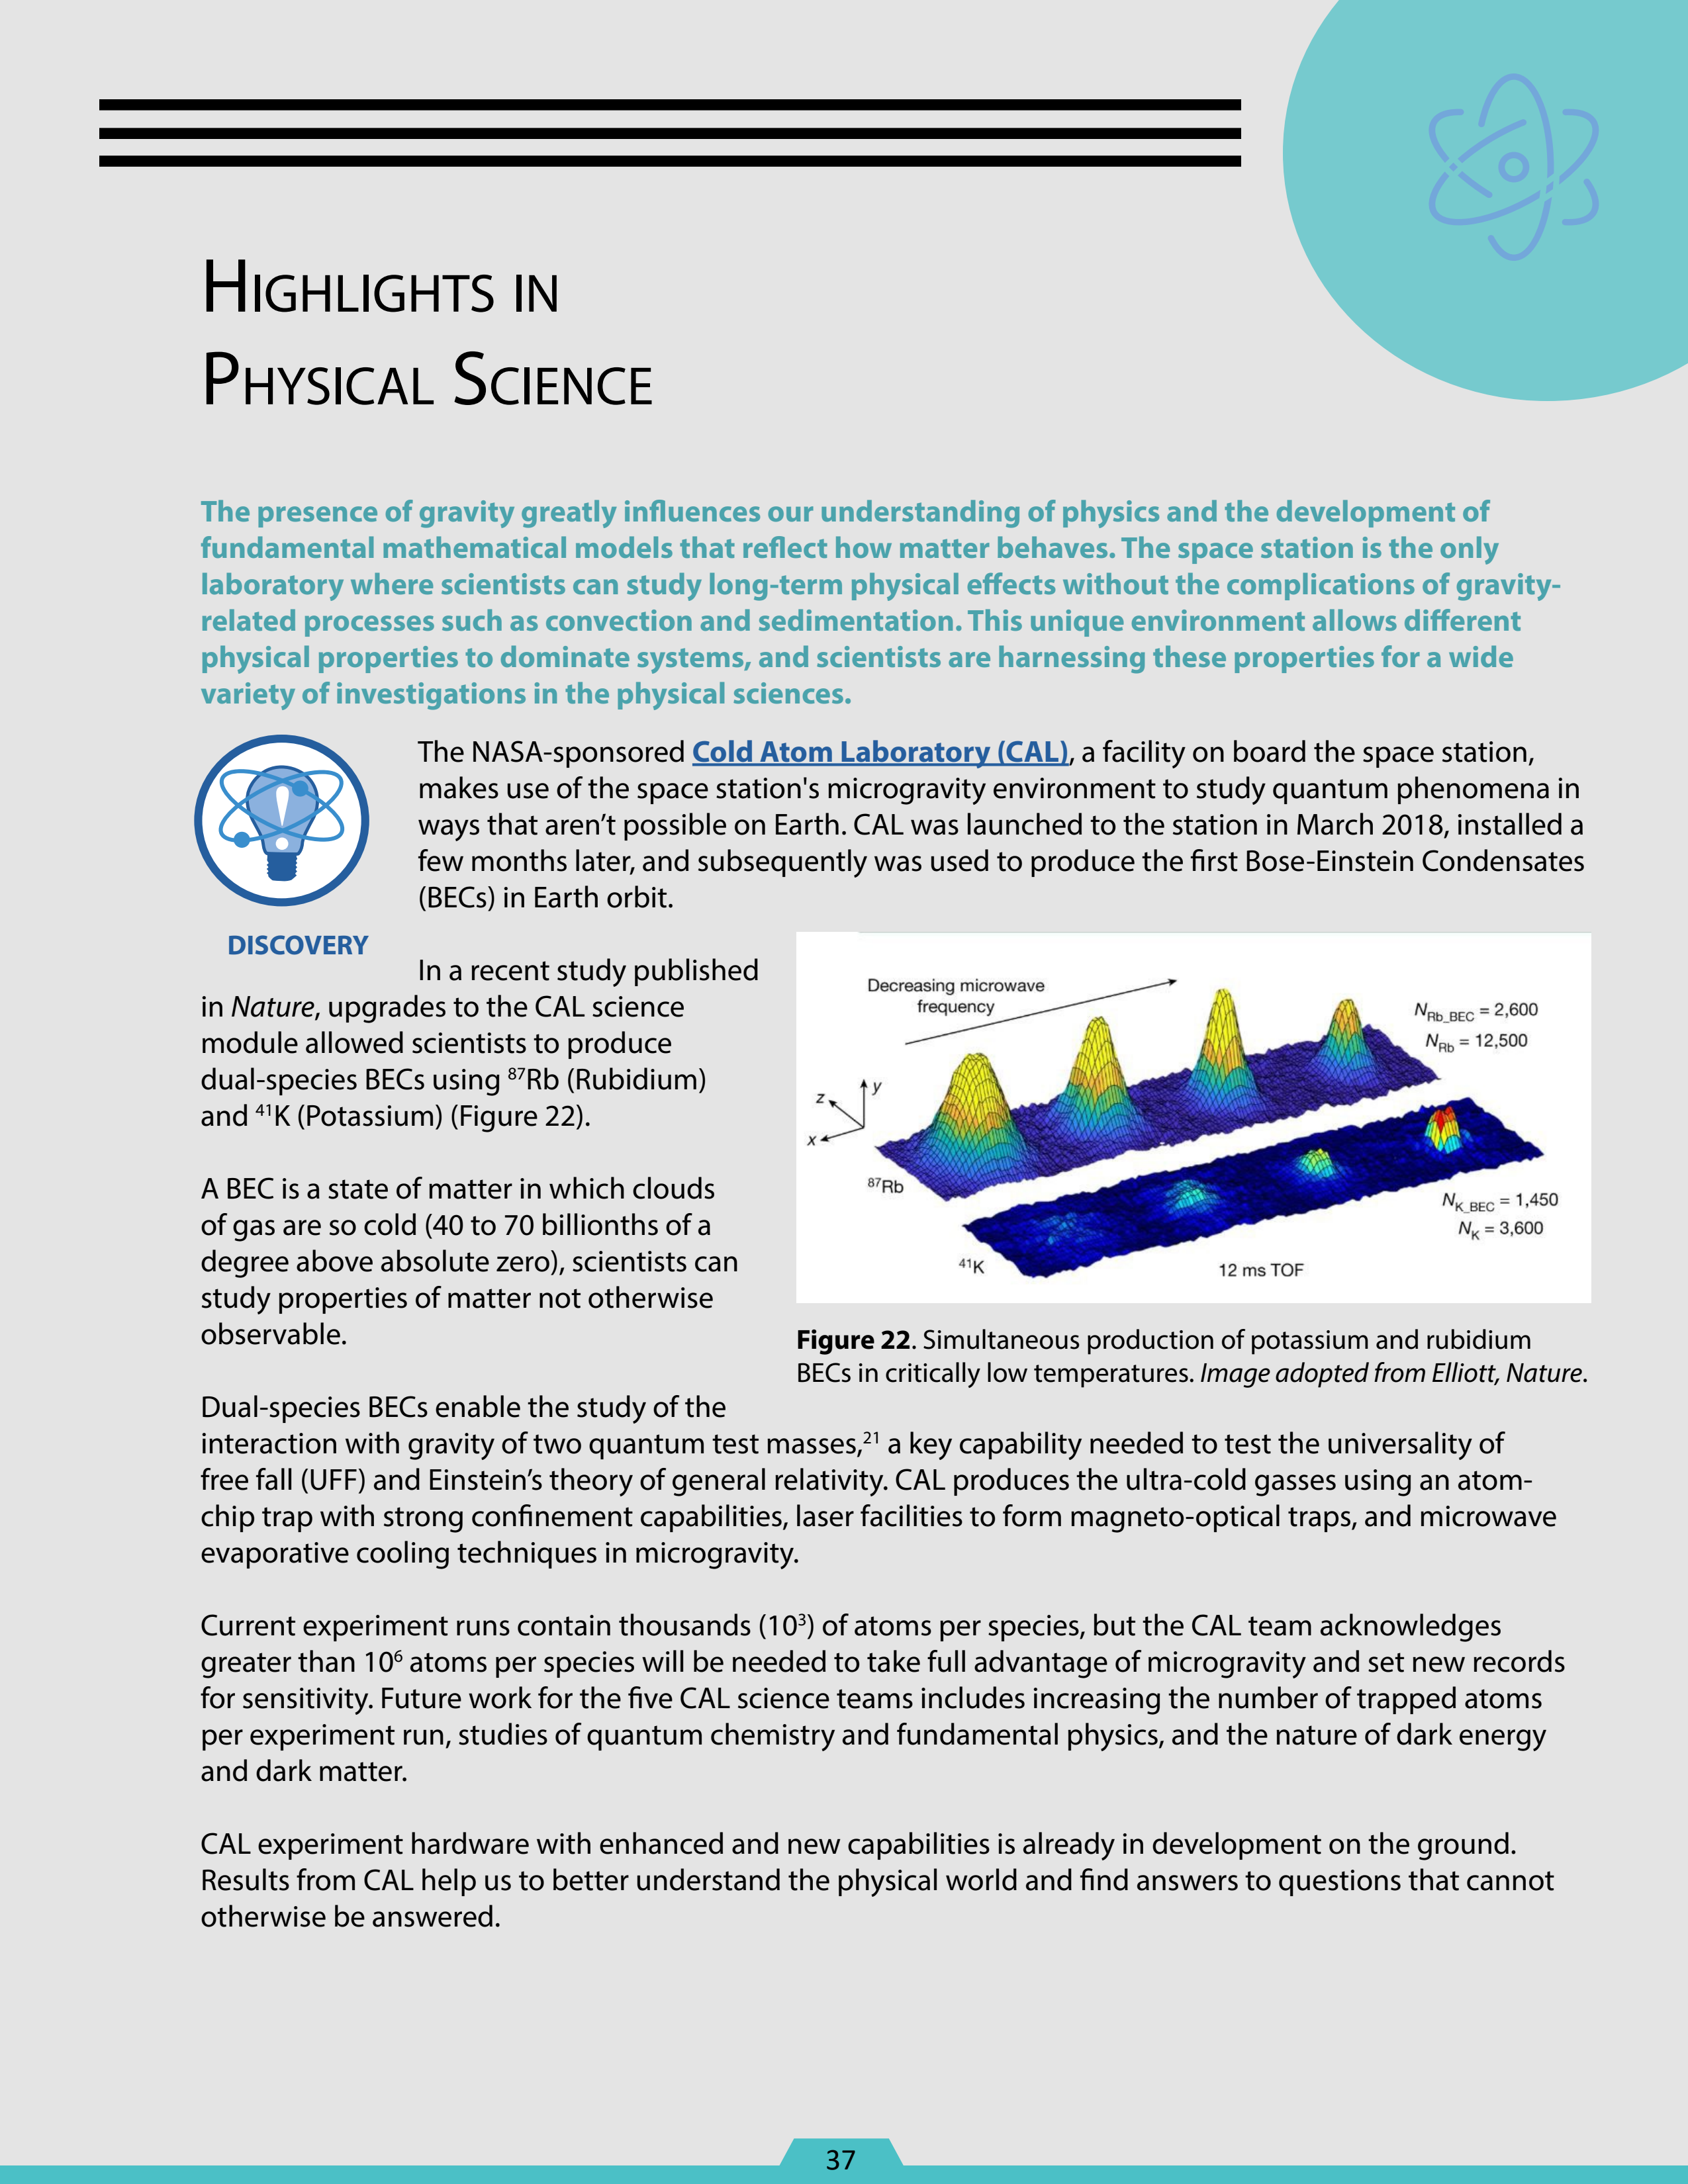 Highlights in
Physical Science
The presence of gravity greatly influences our understanding of physics and the development of
fundamental mathematical models that reflect how matter behaves. The space station is the only
laboratory where scientists can study long-term physical effects without the complications of gravity-
related processes such as convection and sedimentation. This unique environment allows different
physical properties to dominate systems, and scientists are harnessing these properties for a wide
variety of investigations in the physical sciences.
The NASA-sponsored Cold Atom Laboratory (CAL), a facility on board the space station,
makes use of the space station's microgravity environment to study quantum phenomena in
ways that aren’t possible on Earth. CAL was launched to the station in March 2018, installed a
few months later, and subsequently was used to produce the first Bose-Einstein Condensates
(BECs) in Earth orbit.
DISCOVERY
In a recent study published
in Nature, upgrades to the CAL science
module allowed scientists to produce
dual-species BECs using ⁸⁷Rb (Rubidium)
and ⁴¹K (Potassium) (Figure 22).
A BEC is a state of matter in which clouds
of gas are so cold (40 to 70 billionths of a
degree above absolute zero), scientists can
study properties of matter not otherwise
observable.
Decreasing microwave
frequency
N_Rb_BEC = 2,600
N_Rb = 12,500
y
z
x
⁸⁷Rb
N_K_BEC = 1,450
N_K = 3,600
⁴¹K
12 ms TOF
Figure 22. Simultaneous production of potassium and rubidium
BECs in critically low temperatures. Image adopted from Elliott, Nature.
Dual-species BECs enable the study of the
interaction with gravity of two quantum test masses,²¹ a key capability needed to test the universality of
free fall (UFF) and Einstein’s theory of general relativity. CAL produces the ultra-cold gasses using an atom-
chip trap with strong confinement capabilities, laser facilities to form magneto-optical traps, and microwave
evaporative cooling techniques in microgravity.
Current experiment runs contain thousands (10³) of atoms per species, but the CAL team acknowledges
greater than 10⁶ atoms per species will be needed to take full advantage of microgravity and set new records
for sensitivity. Future work for the five CAL science teams includes increasing the number of trapped atoms
per experiment run, studies of quantum chemistry and fundamental physics, and the nature of dark energy
and dark matter.
CAL experiment hardware with enhanced and new capabilities is already in development on the ground.
Results from CAL help us to better understand the physical world and find answers to questions that cannot
otherwise be answered.
37